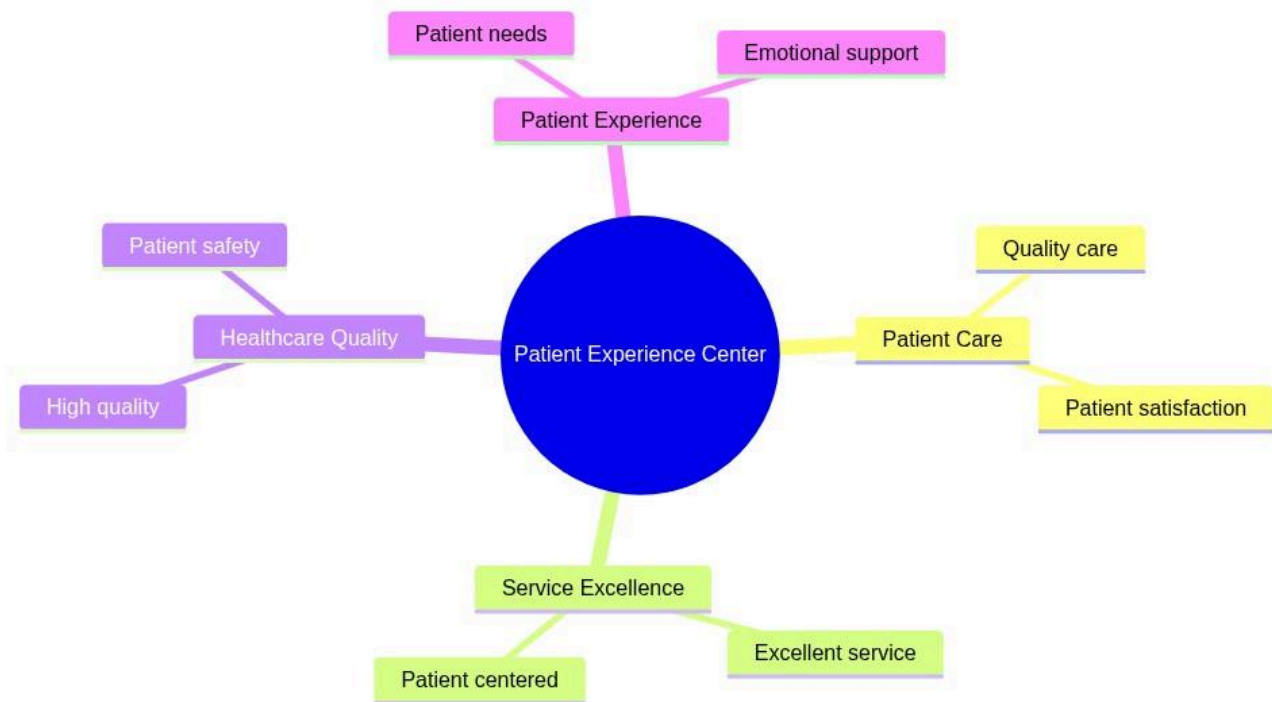 Patient needs
Emotional support
Patient Experience
Patient safety
Quality care
Healthcare Quality
Patient Experience Center
Patient Care
High quality
Patient satisfaction
Service Excellence
Excellent service
Patient centered